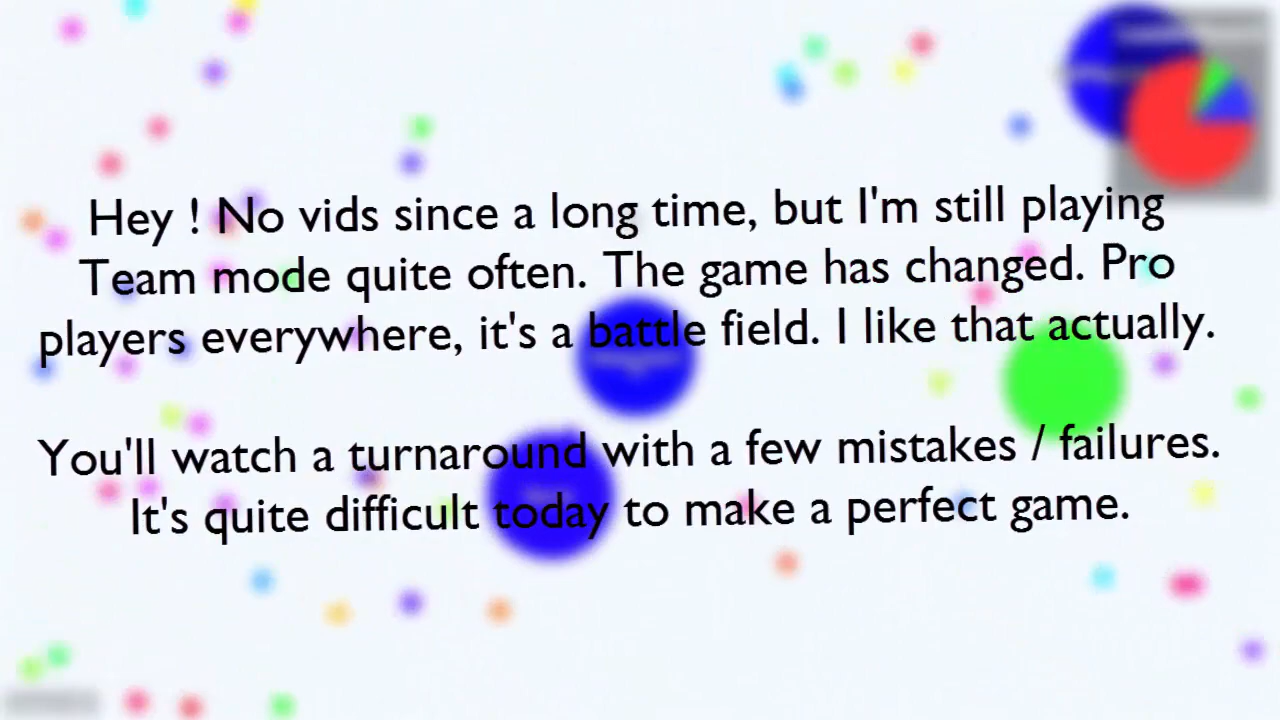 Hey ! No vids since a long time, but I'm still playing
Team mode quite often. The game has changed. Pro
players everywhere, it's a battle field. I like that actually.
You'll watch a turnaround with a few mistakes / failures.
It's quite difficult today to make a perfect game.